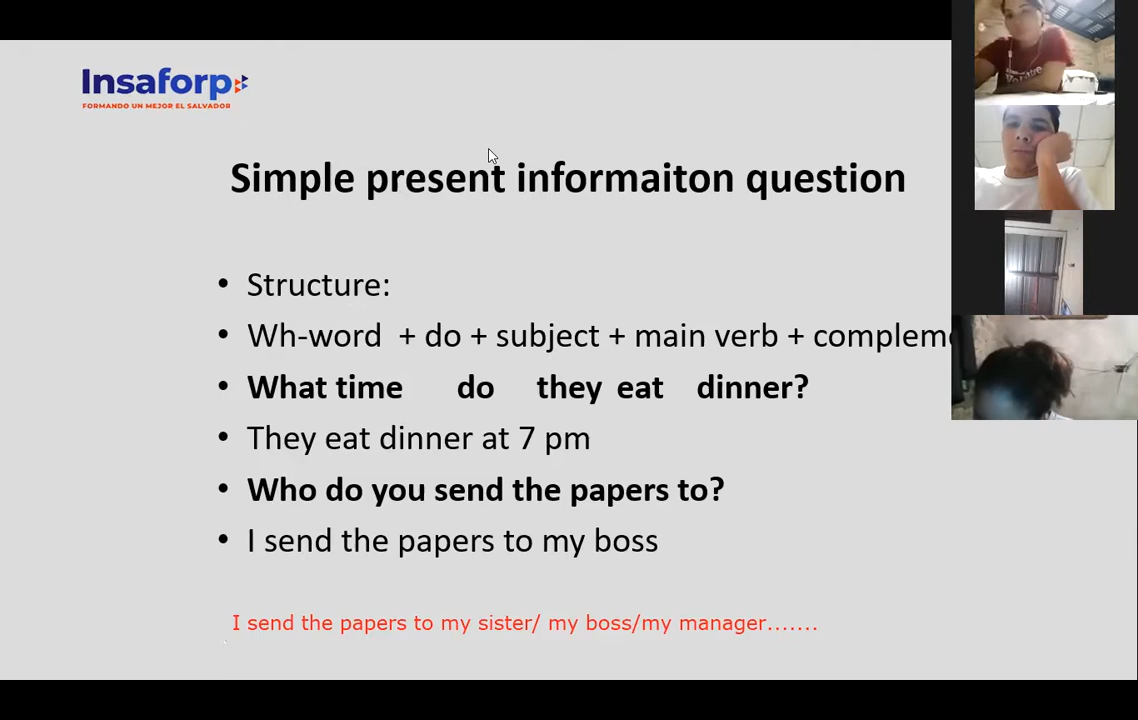 Insaforp
FORMANDO UN MEJOR EL SALVADOR
Simple present informaiton question
• Structure:
• Wh-word + do + subject + main verb + complem
• What time do they eat dinner?
• They eat dinner at 7 pm
• Who do you send the papers to?
• I send the papers to my boss
I send the papers to my sister/ my boss/my manager.......